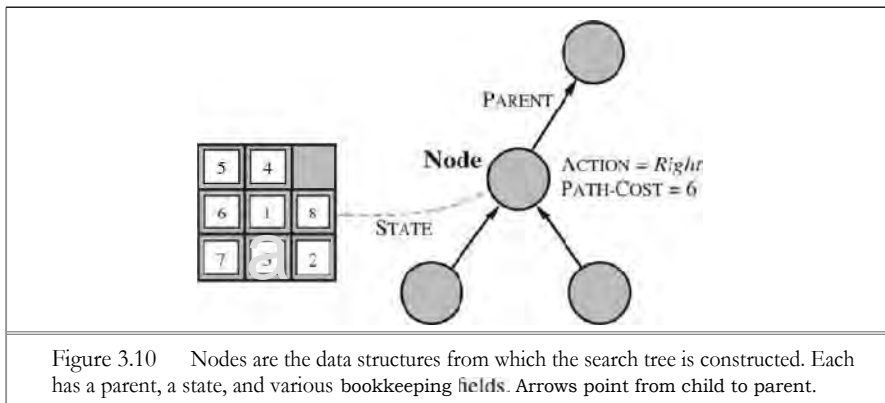 PARENT
5 4
Node
ACTION = Right
6 1 8
PATH-COST = 6
STATE
7 2
Figure 3.10 Nodes are the data structures from which the search tree is constructed. Each
has a parent, a state, and various bookkeeping fields. Arrows point from child to parent.